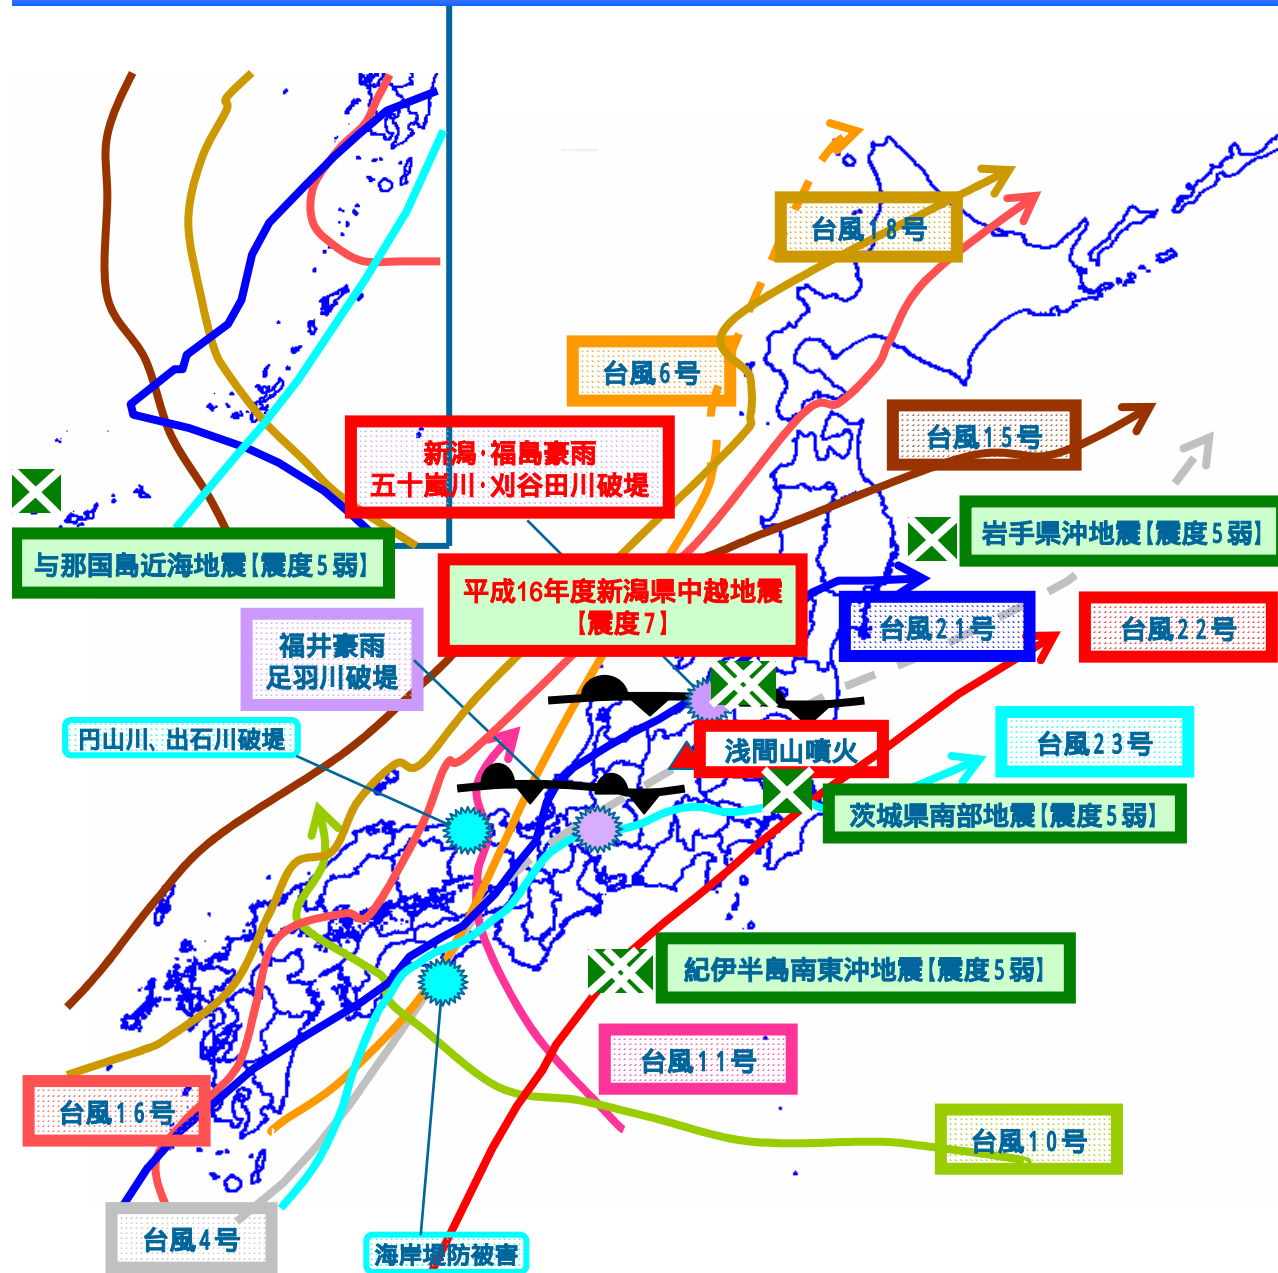 台風18号
台風6号
台風15号
新潟・福島豪雨
五十嵐川・刈谷田川破堤
岩手県沖地震【震度5弱】
与那国島近海地震【震度5弱】
平成16年度新潟県中越地震
【震度7】
台風21号
台風22号
福井豪雨
足羽川破堤
円山川、出石川破堤
台風23号
浅間山噴火
茨城県南部地震【震度5弱】
紀伊半島南東沖地震【震度5弱】
台風11号
台風16号
台風10号
台風4号
海岸堤防被害